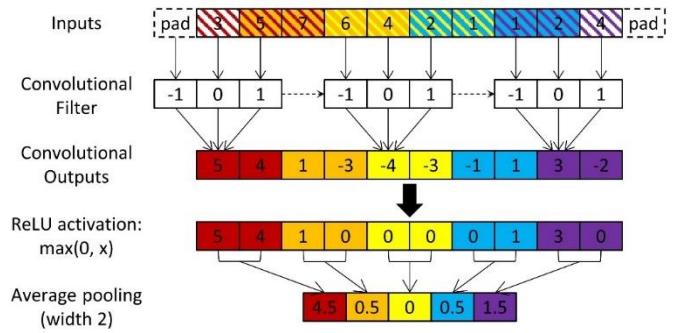 Inputs pad 3 5 7 6 4 2 1 1 2 4 pad
Convolutional
Filter
-1 0 1 -1 0 1 -1 0 1
Convolutional
Outputs
5 4 1 -3 -4 -3 -1 1 3 -2
ReLU activation:
max(0, x)
5 4 1 0 0 0 0 1 3 0
Average pooling
(width 2)
4.5 0.5 0 0.5 1.5